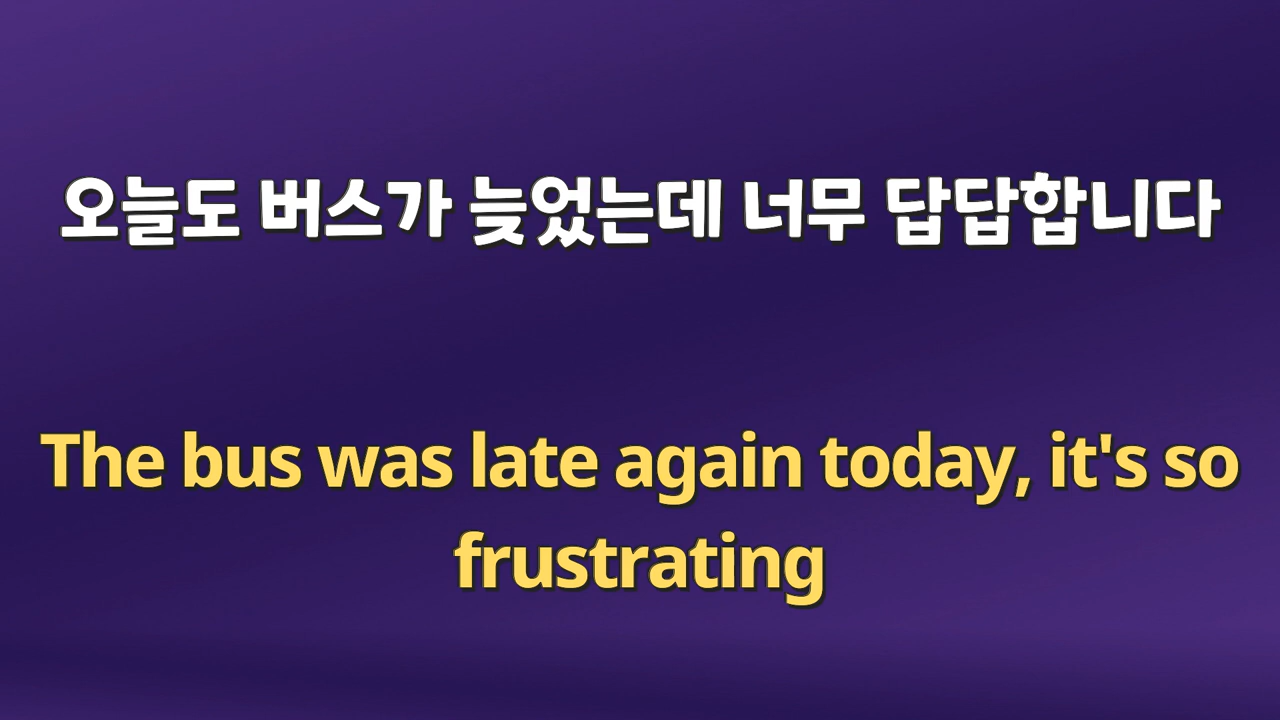 오늘도 버스가 늦었는데 너무 답답합니다
The bus was late again today, it's so
frustrating